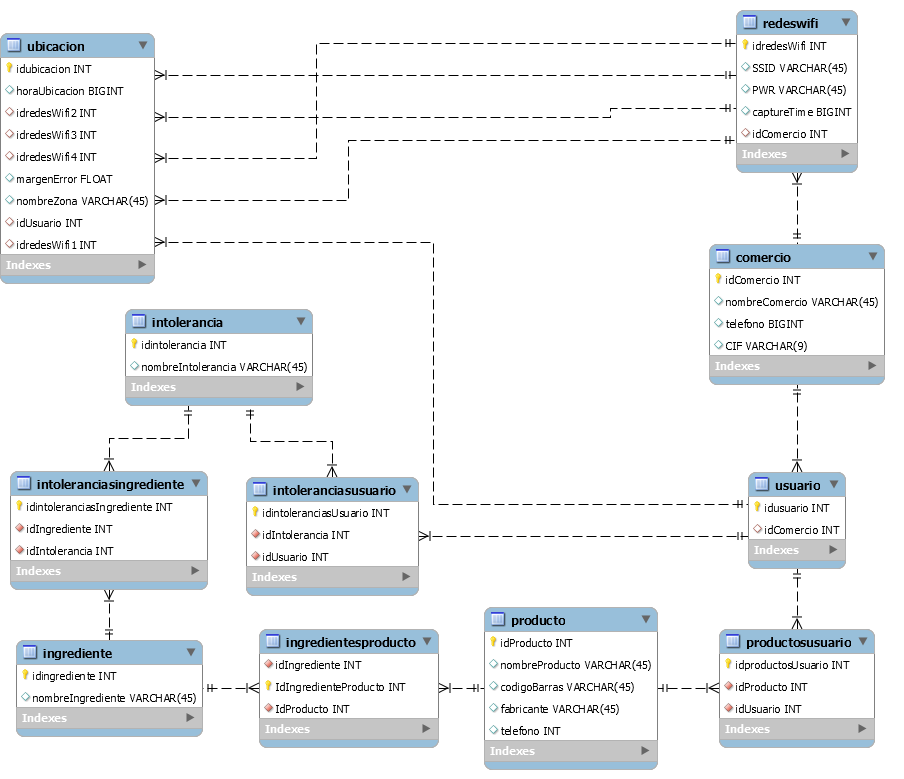 redeswifi
idredesWifi INT
SSID VARCHAR(45)
PWR VARCHAR(45)
captureTime BIGINT
idComercio INT
Indexes
ubicacion
idubicacion INT
horaUbicacion BIGINT
idredesWifi2 INT
idredesWifi3 INT
idredesWifi4 INT
margenError FLOAT
nombreZona VARCHAR(45)
idUsuario INT
idredesWifi1 INT
Indexes
comercio
idComercio INT
nombreComercio VARCHAR(45)
telefono BIGINT
CIF VARCHAR(9)
Indexes
intolerancia
idintolerancia INT
nombreIntolerancia VARCHAR(45)
Indexes
intoleranciasingrediente
idintoleranciasIngrediente INT
idIngrediente INT
idIntolerancia INT
Indexes
intoleranciasusuario
idintoleranciasUsuario INT
idIntolerancia INT
idUsuario INT
Indexes
usuario
idusuario INT
idComercio INT
Indexes
ingrediente
idingrediente INT
nombreIngrediente VARCHAR(45)
Indexes
ingredientesproducto
idIngrediente INT
IdIngredienteProducto INT
IdProducto INT
Indexes
producto
idProducto INT
nombreProducto VARCHAR(45)
codigoBarras VARCHAR(45)
fabricante VARCHAR(45)
telefono INT
Indexes
productosusuario
idproductosUsuario INT
idProducto INT
idUsuario INT
Indexes